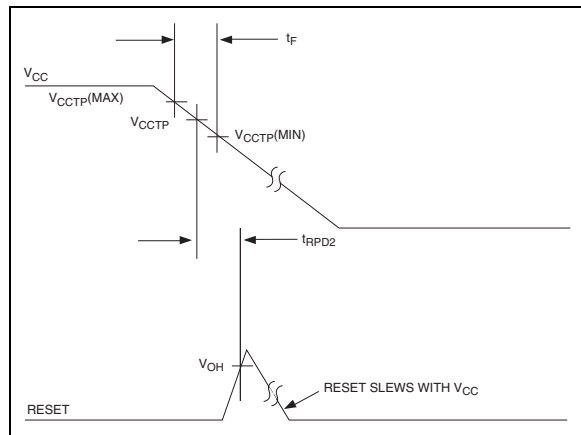 tF
VCC
VCCTP(MAX)
VCCTP
VCCTP(MIN)
tRPD2
VOH
RESET SLEWS WITH VCC
RESET